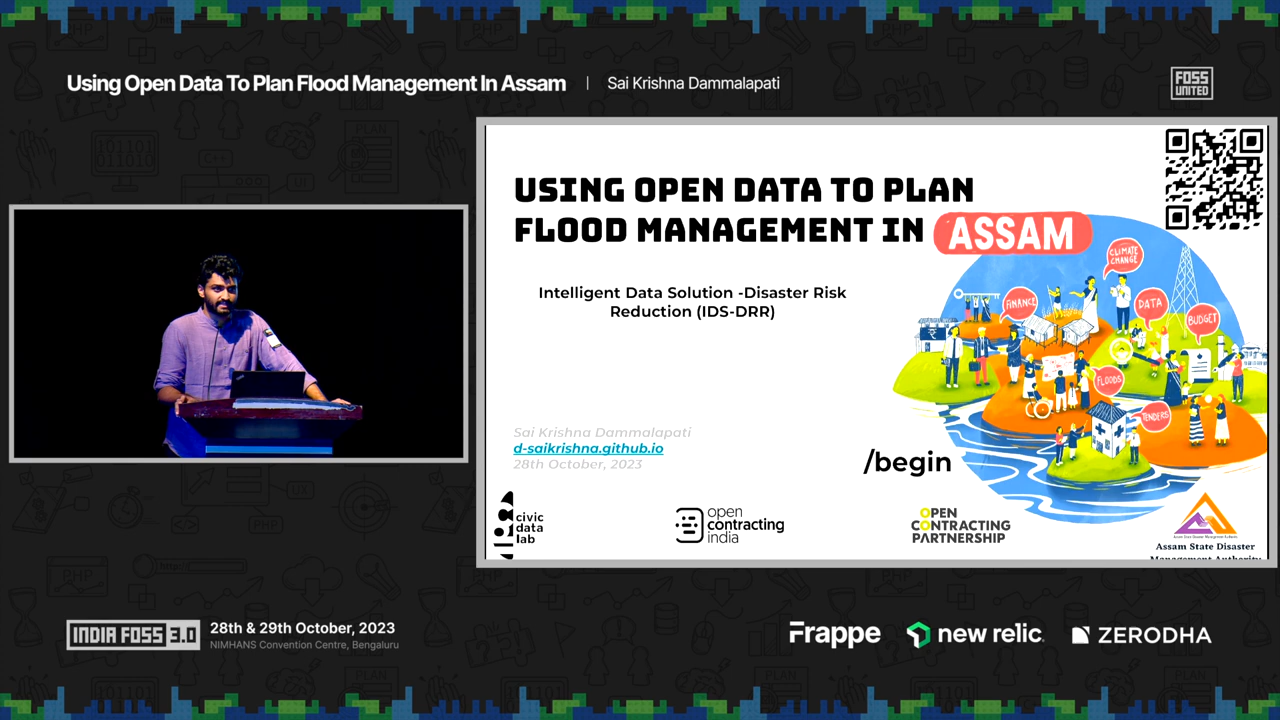 Using Open Data To Plan Flood Management In Assam | Sai Krishna Dammalapati
FOSS
UNITED
USING OPEN DATA TO PLAN
FLOOD MANAGEMENT IN ASSAM
Intelligent Data Solution -Disaster Risk
Reduction (IDS-DRR)
CLIMATE
CHANGE
FINANCE
DATA
BUDGET
FLOODS
TENDERS
Sai Krishna Dammalapati
d-saikrishna.github.io
28th October, 2023
/begin
civic
data
lab
open
contracting
india
OPEN
CONTRACTING
PARTNERSHIP
Assam State Disaster
Management Authority
INDIA FOSS 3.0
28th & 29th October, 2023
NIMHANS Convention Centre, Bengaluru
Frappe
new relic
ZERODHA